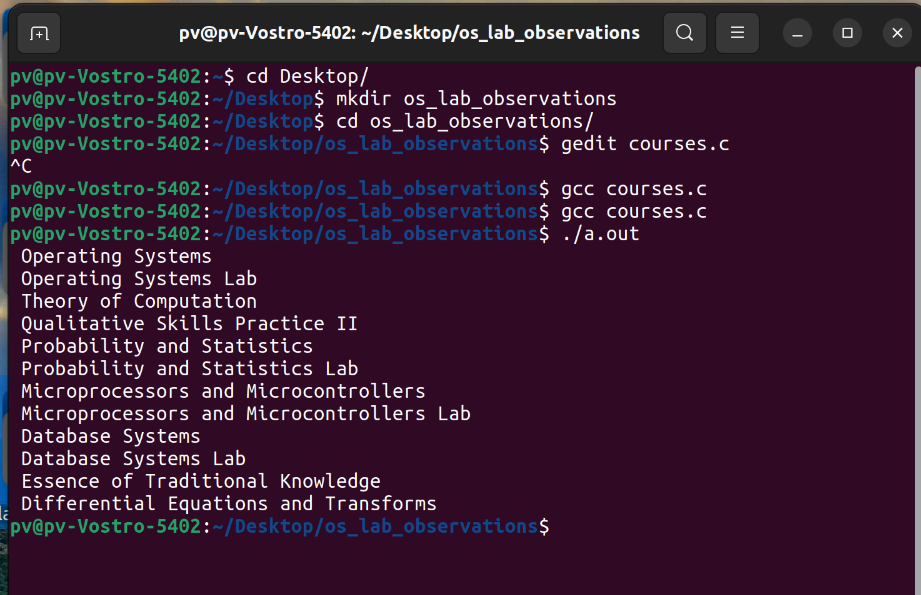 pv@pv-Vostro-5402: ~/Desktop/os_lab_observations
pv@pv-Vostro-5402:~$ cd Desktop/
pv@pv-Vostro-5402:~/Desktop$ mkdir os_lab_observations
pv@pv-Vostro-5402:~/Desktop$ cd os_lab_observations/
pv@pv-Vostro-5402:~/Desktop/os_lab_observations$ gedit courses.c
^C
pv@pv-Vostro-5402:~/Desktop/os_lab_observations$ gcc courses.c
pv@pv-Vostro-5402:~/Desktop/os_lab_observations$ gcc courses.c
pv@pv-Vostro-5402:~/Desktop/os_lab_observations$ ./a.out
Operating Systems
Operating Systems Lab
Theory of Computation
Qualitative Skills Practice II
Probability and Statistics
Probability and Statistics Lab
Microprocessors and Microcontrollers
Microprocessors and Microcontrollers Lab
Database Systems
Database Systems Lab
Essence of Traditional Knowledge
Differential Equations and Transforms
pv@pv-Vostro-5402:~/Desktop/os_lab_observations$